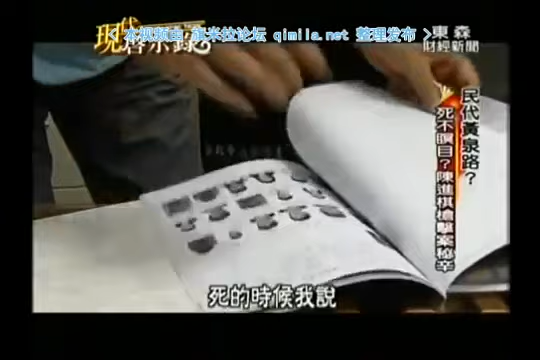 < 本视频由 旗米拉论坛 qimila.net 整理发布 >
現代啓示錄
東森
財經新聞
民代黃泉路?
死不瞑目?陳進棋槍擊案秘辛
死的時候我說